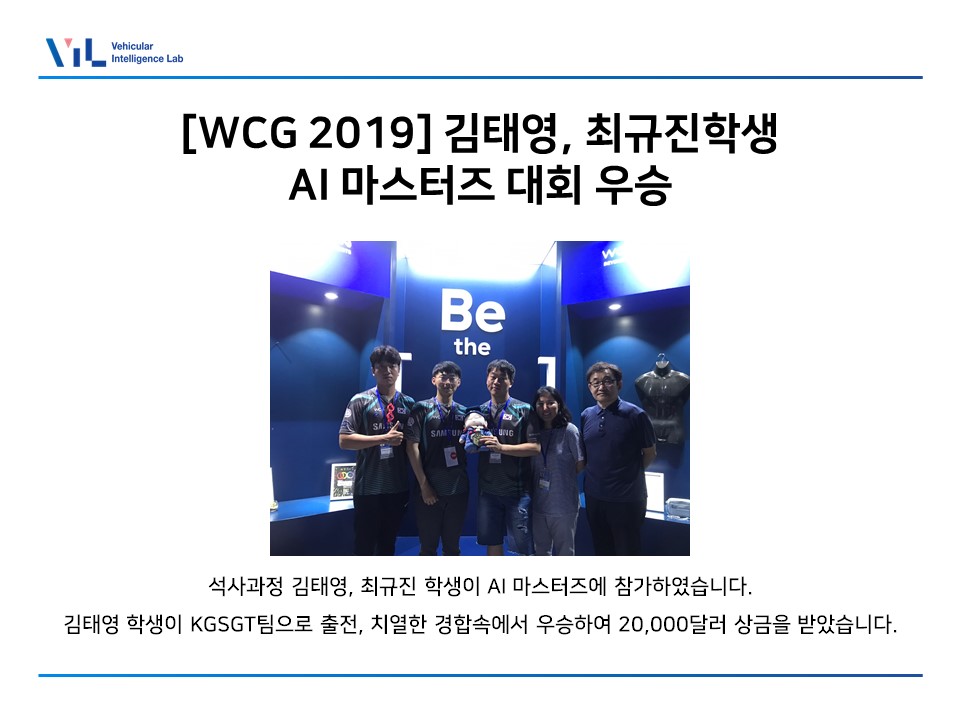 VIL Vehicular
Intelligence Lab
[WCG 2019] 김태영, 최규진학생
AI 마스터즈 대회 우승
Be
the
[ ]
SAMSUNG
석사과정 김태영, 최규진 학생이 AI 마스터즈에 참가하였습니다.
김태영 학생이 KGSGT팀으로 출전, 치열한 경합속에서 우승하여 20,000달러 상금을 받았습니다.